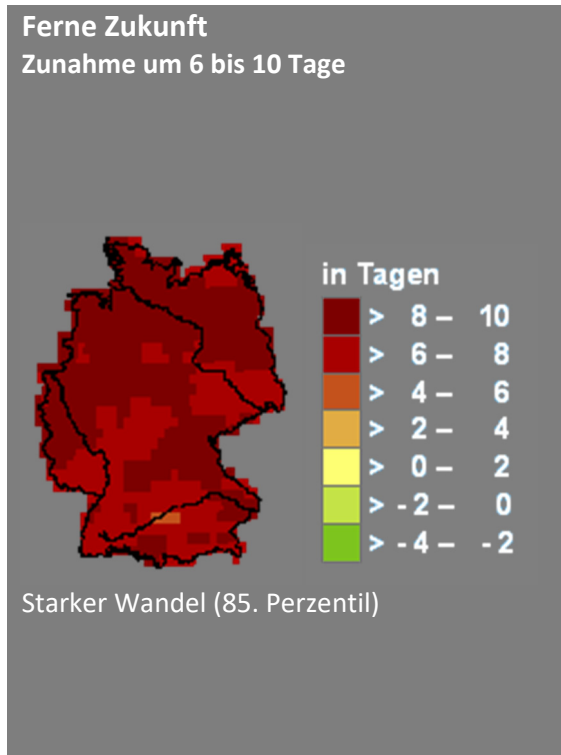 Ferne Zukunft
Zunahme um 6 bis 10 Tage
in Tagen
> 8 – 10
> 6 – 8
> 4 – 6
> 2 – 4
> 0 – 2
> - 2 – 0
> - 4 – - 2
Starker Wandel (85. Perzentil)